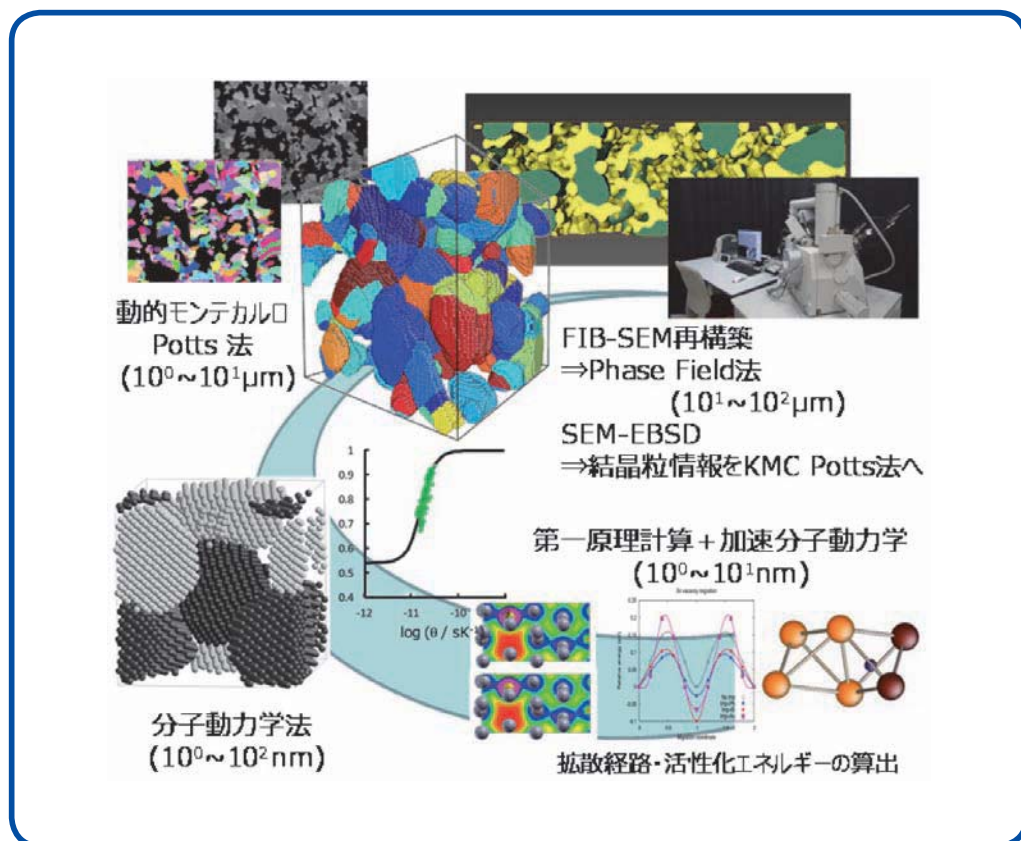 動的モンテカルロ
Potts 法
(10⁰~10¹μm)
FIB-SEM再構築
⇒Phase Field法
(10¹~10²μm)
SEM-EBSD
⇒結晶粒情報をKMC Potts法へ
1
0.9
0.8
0.7
0.6
0.5
0.4
-12
-11
-10
log (θ / sK⁻
第一原理計算+加速分子動力学
(10⁰~10¹nm)
分子動力学法
(10⁰~10²nm)
拡散経路・活性化エネルギーの算出